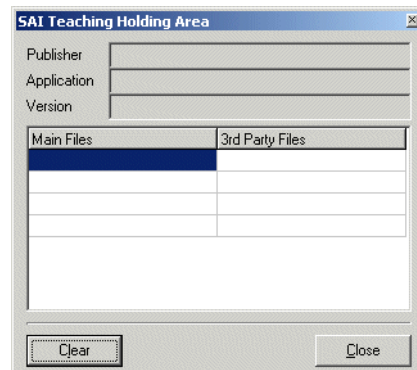 SAI Teaching Holding Area
Publisher
Application
Version
Main Files 3rd Party Files
Clear Close